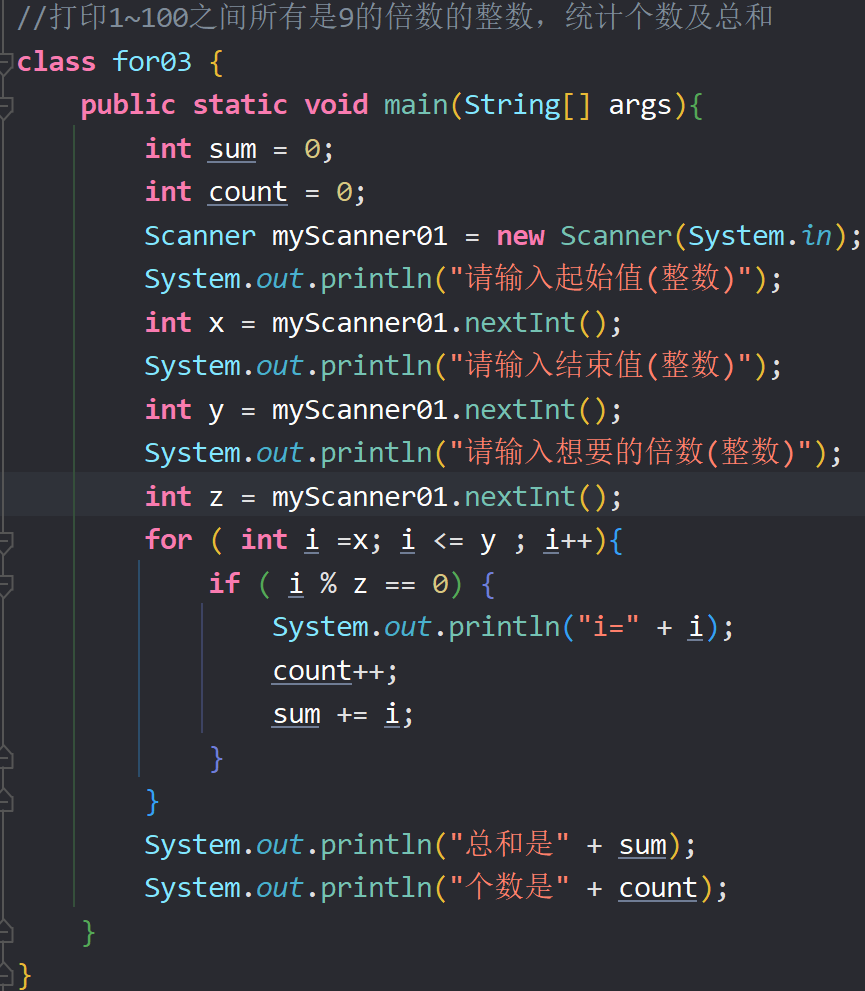 //打印1~100之间所有是9的倍数的整数，统计个数及总和
class for03 {
    public static void main(String[] args){
        int sum = 0;
        int count = 0;
        Scanner myScanner01 = new Scanner(System.in);
        System.out.println("请输入起始值(整数)");
        int x = myScanner01.nextInt();
        System.out.println("请输入结束值(整数)");
        int y = myScanner01.nextInt();
        System.out.println("请输入想要的倍数(整数)");
        int z = myScanner01.nextInt();
        for ( int i =x; i <= y ; i++){
            if ( i % z == 0) {
                System.out.println("i=" + i);
                count++;
                sum += i;
            }
        }
        System.out.println("总和是" + sum);
        System.out.println("个数是" + count);
    }
}